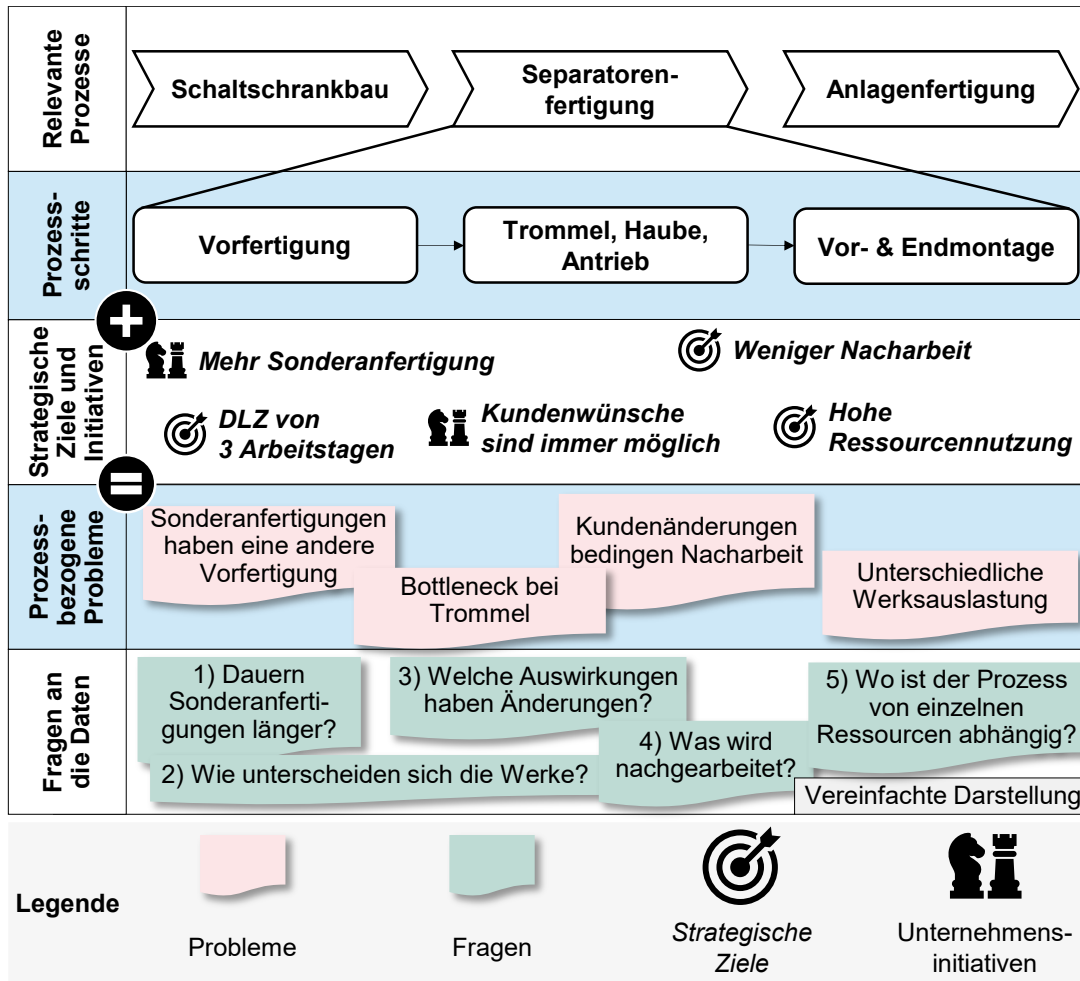 Relevante
Prozesse
Schaltschrankbau
Separatoren-
fertigung
Anlagenfertigung
Prozess-
schritte
Vorfertigung
Trommel, Haube,
Antrieb
Vor- & Endmontage
Strategische
Ziele und
Initiativen
Mehr Sonderanfertigung
Weniger Nacharbeit
DLZ von
3 Arbeitstagen
Kundenwünsche
sind immer möglich
Hohe
Ressourcennutzung
Prozess-
bezogene
Probleme
Sonderanfertigungen
haben eine andere
Vorfertigung
Bottleneck bei
Trommel
Kundenänderungen
bedingen Nacharbeit
Unterschiedliche
Werksauslastung
Fragen an
die Daten
1) Dauern
Sonderanferti-
gungen länger?
2) Wie unterscheiden sich die Werke?
3) Welche Auswirkungen
haben Änderungen?
4) Was wird
nachgearbeitet?
5) Wo ist der Prozess
von einzelnen
Ressourcen abhängig?
Vereinfachte Darstellung
Legende
Probleme
Fragen
Strategische
Ziele
Unternehmens-
initiativen